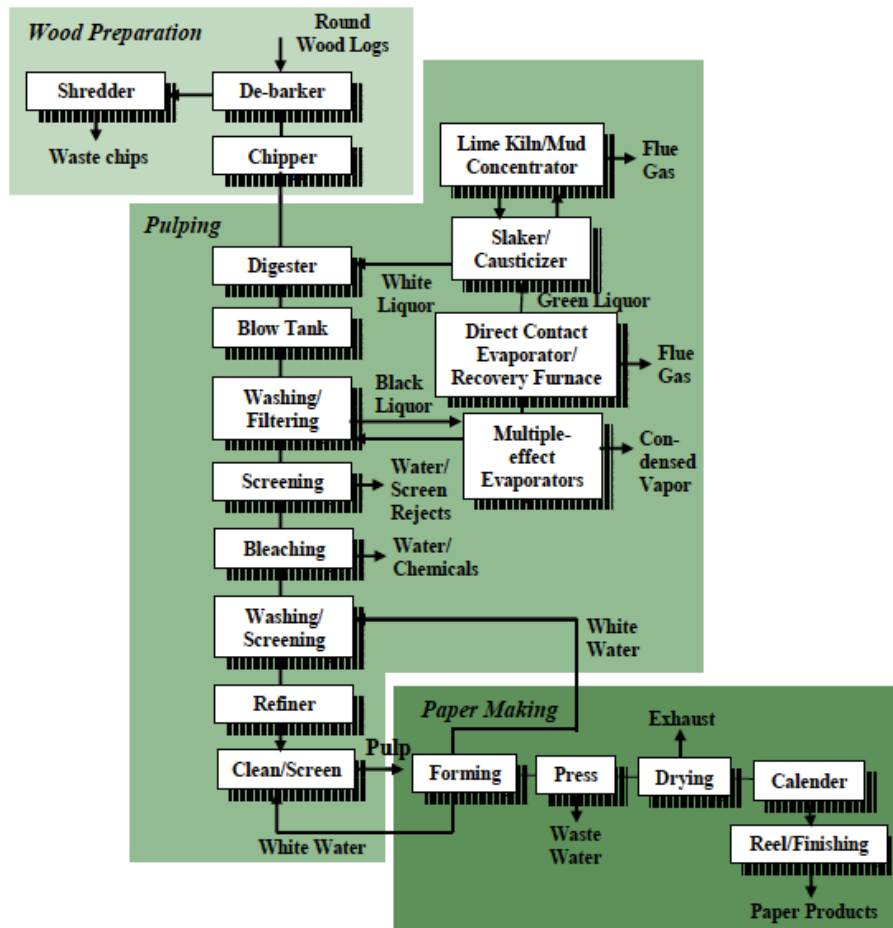 Wood Preparation
Round
Wood Logs
Shredder
De-barker
Waste chips
Chipper
Lime Kiln/Mud
Concentrator
Flue
Gas
Pulping
Slaker/
Causticizer
Digester
White
Liquor
Green Liquor
Blow Tank
Direct Contact
Evaporator/
Recovery Furnace
Flue
Gas
Washing/
Filtering
Black
Liquor
Multiple-
effect
Evaporators
Con-
densed
Vapor
Screening
Water/
Screen
Rejects
Bleaching
Water/
Chemicals
Washing/
Screening
White
Water
Refiner
Paper Making
Exhaust
Clean/Screen
Pulp
Forming
Press
Drying
Calender
White Water
Waste
Water
Reel/Finishing
Paper Products